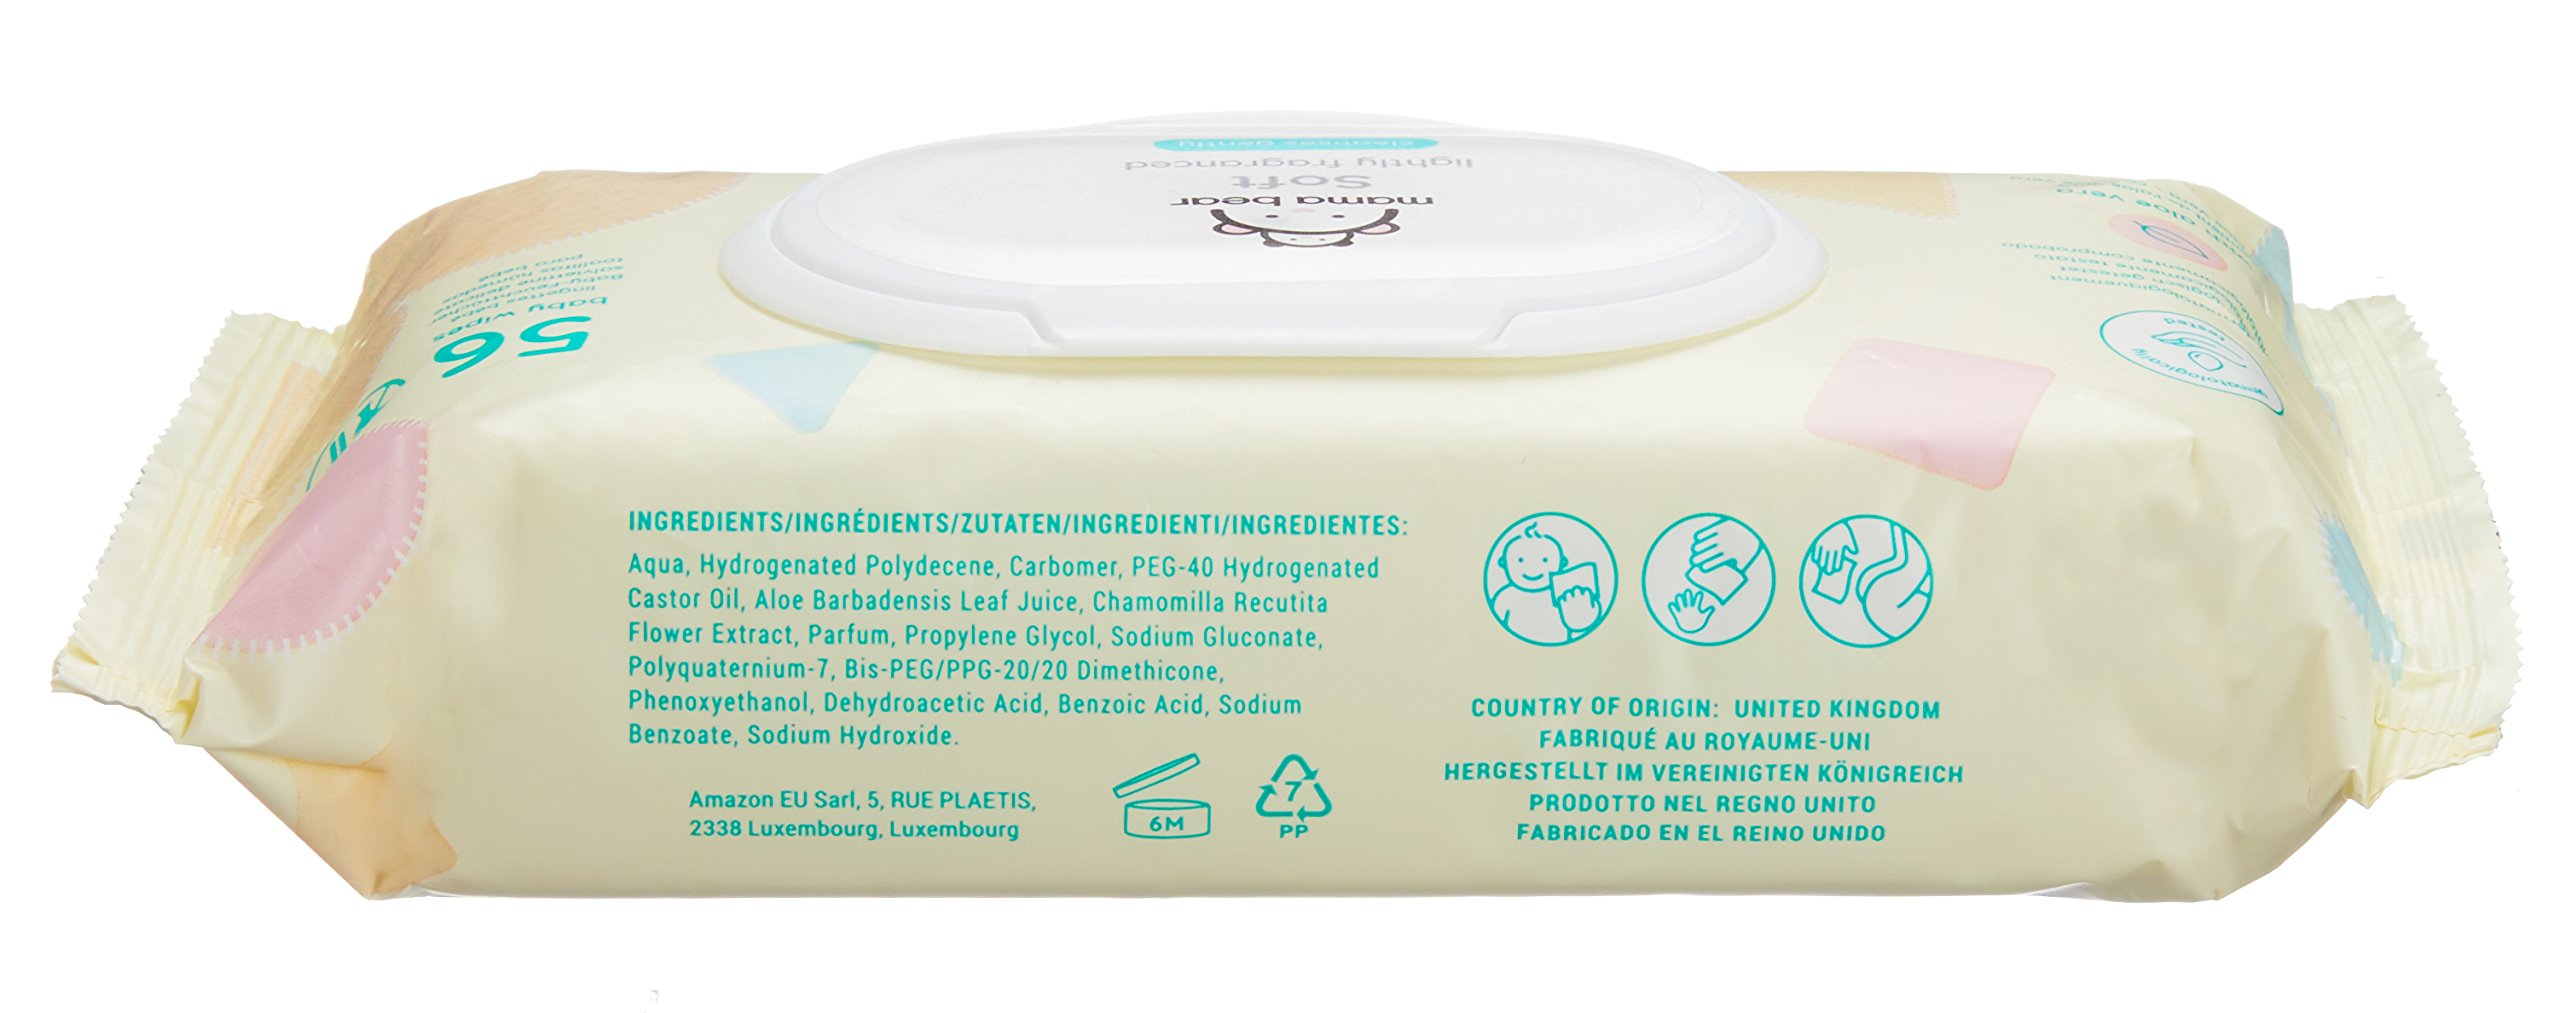 cleanses gently
lightly fragranced
Soft
mama bear
56
baby wipes
aloe vera
tested
INGREDIENTS/INGRÉDIENTS/ZUTATEN/INGREDIENTI/INGREDIENTES:
Aqua, Hydrogenated Polydecene, Carbomer, PEG-40 Hydrogenated
Castor Oil, Aloe Barbadensis Leaf Juice, Chamomilla Recutita
Flower Extract, Parfum, Propylene Glycol, Sodium Gluconate,
Polyquaternium-7, Bis-PEG/PPG-20/20 Dimethicone,
Phenoxyethanol, Dehydroacetic Acid, Benzoic Acid, Sodium
Benzoate, Sodium Hydroxide.
Amazon EU Sarl, 5, RUE PLAETIS,
2338 Luxembourg, Luxembourg
6M
7
PP
COUNTRY OF ORIGIN: UNITED KINGDOM
FABRIQUÉ AU ROYAUME-UNI
HERGESTELLT IM VEREINIGTEN KÖNIGREICH
PRODOTTO NEL REGNO UNITO
FABRICADO EN EL REINO UNIDO